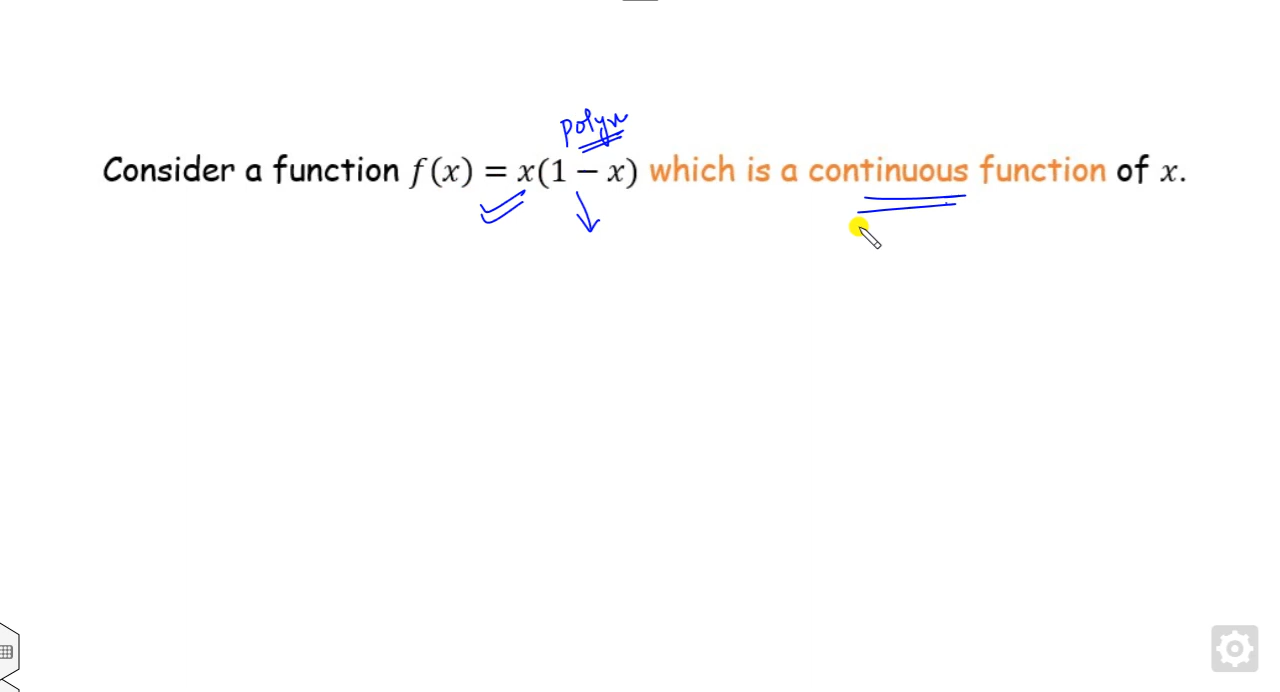 polyn
Consider a function f(x) = x(1 − x) which is a continuous function of x.